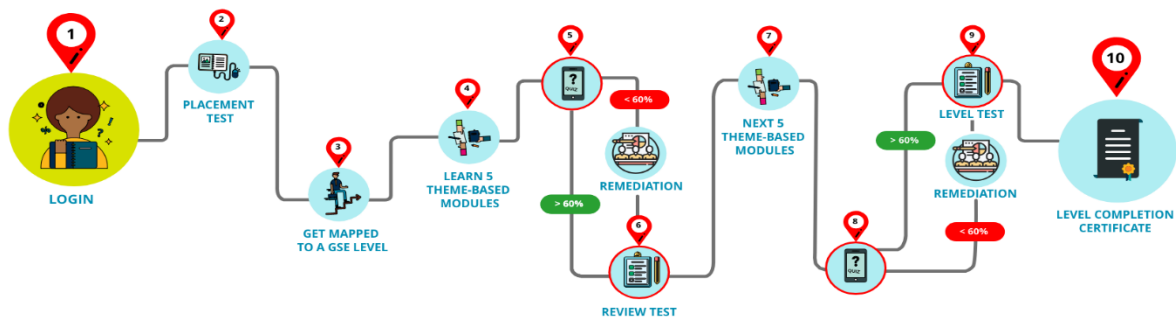 1
LOGIN
2
PLACEMENT
TEST
3
GET MAPPED
TO A GSE LEVEL
4
LEARN 5
THEME-BASED
MODULES
5
?
QUIZ
< 60%
REMEDIATION
> 60%
6
REVIEW TEST
7
NEXT 5
THEME-BASED
MODULES
8
?
QUIZ
> 60%
9
LEVEL TEST
REMEDIATION
< 60%
10
LEVEL COMPLETION
CERTIFICATE